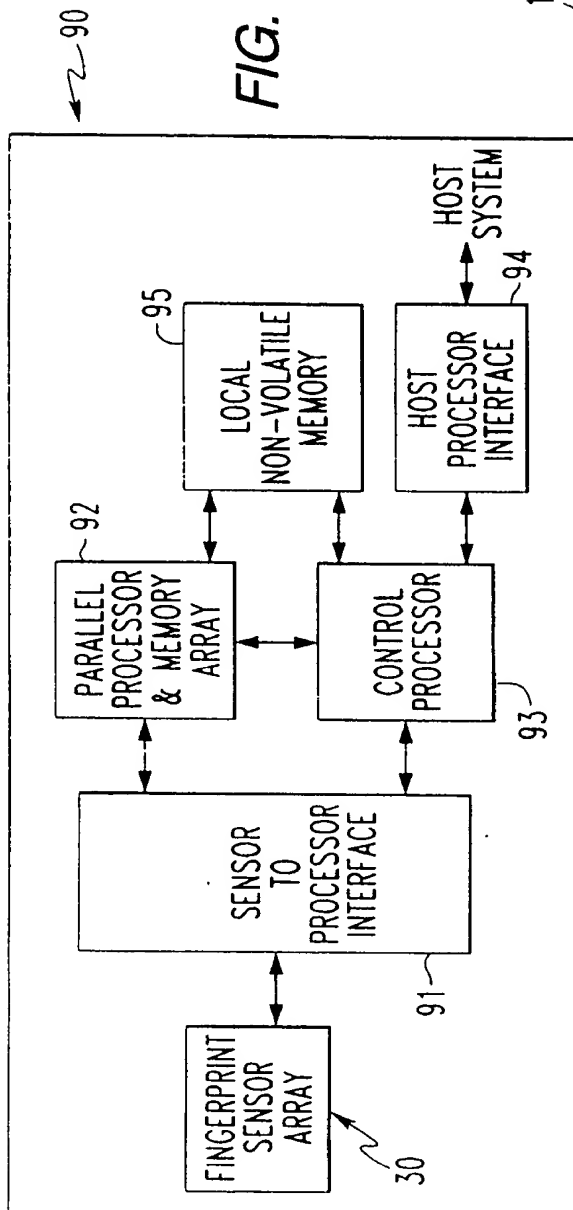 90
FIG.
FINGERPRINT
SENSOR
ARRAY
30
SENSOR
TO
PROCESSOR
INTERFACE
91
PARALLEL
PROCESSOR
& MEMORY
ARRAY
92
CONTROL
PROCESSOR
93
LOCAL
NON-VOLATILE
MEMORY
95
HOST
PROCESSOR
INTERFACE
94
HOST
SYSTEM